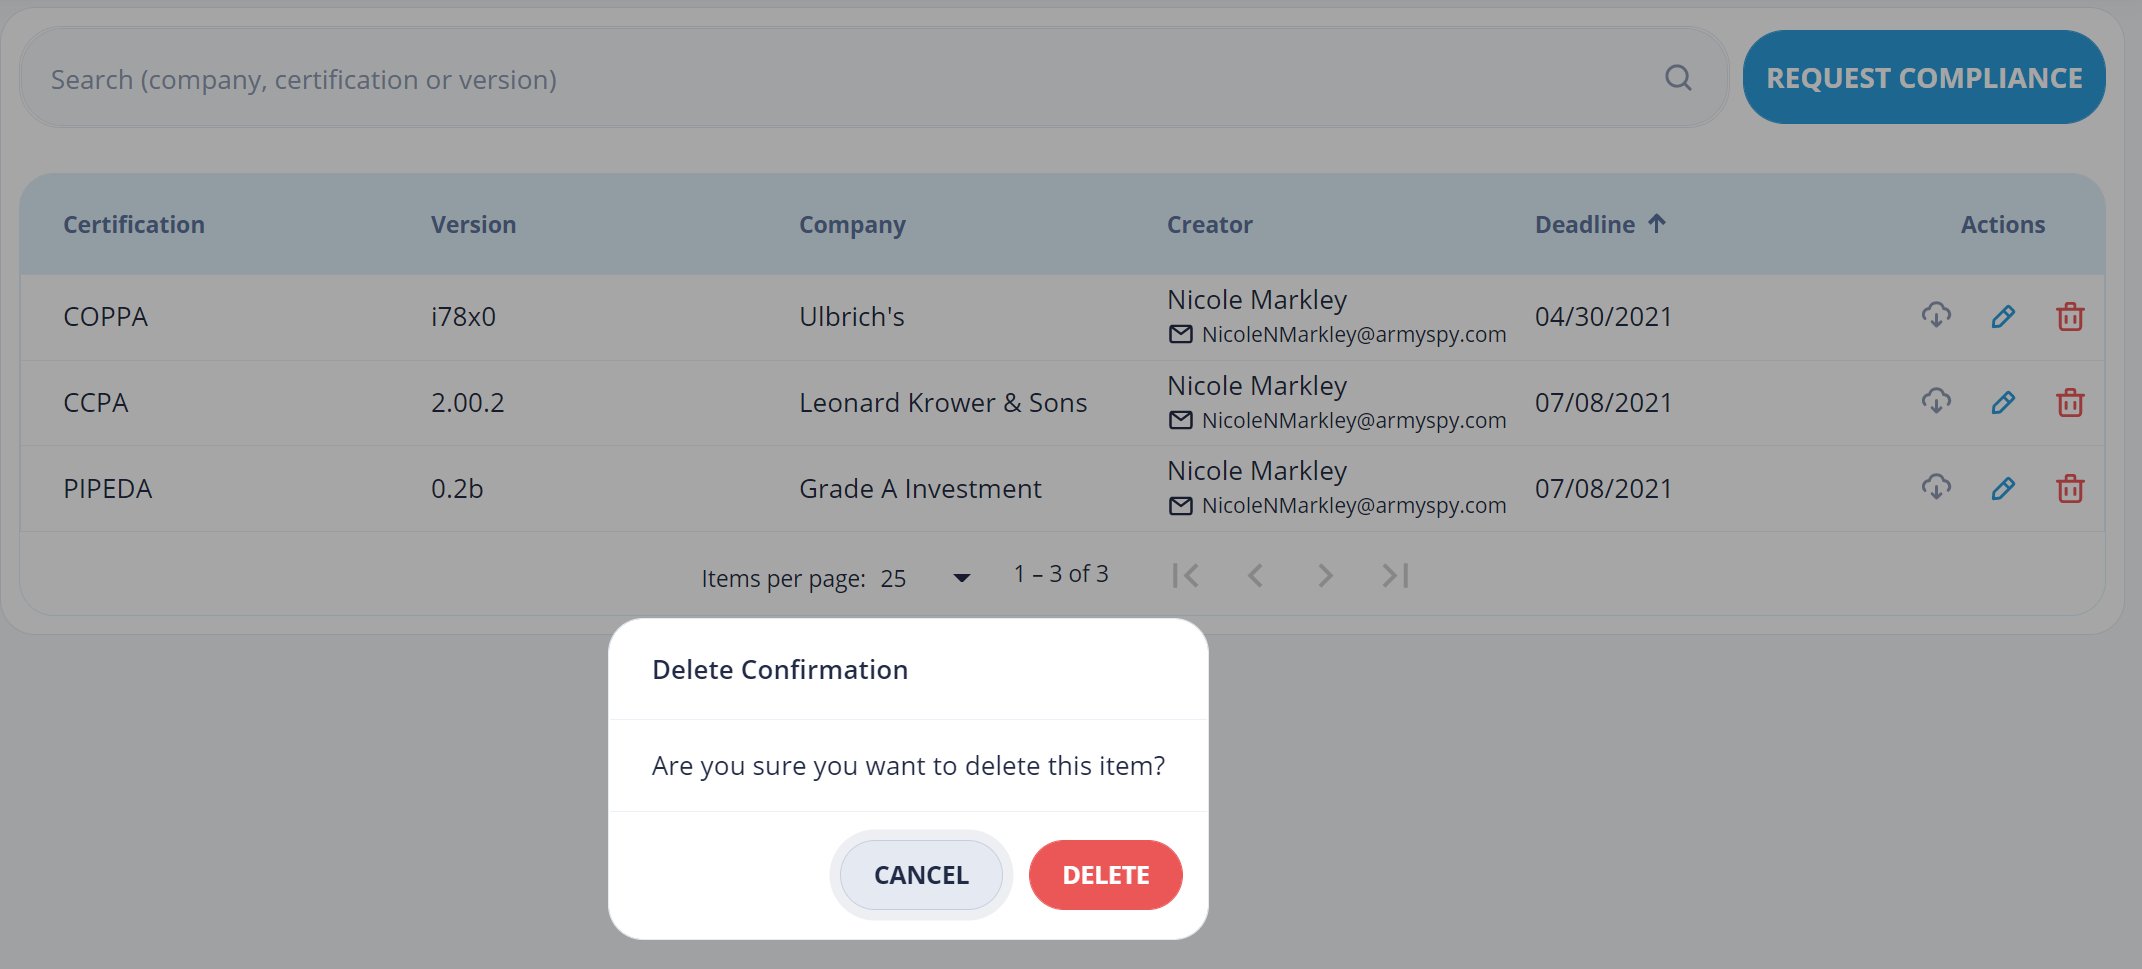 Search (company, certification or version)
REQUEST COMPLIANCE
Certification Version Company Creator Deadline Actions
COPPA i78x0 Ulbrich's Nicole Markley 04/30/2021
NicoleNMarkley@armyspy.com
CCPA 2.00.2 Leonard Krower & Sons Nicole Markley 07/08/2021
NicoleNMarkley@armyspy.com
PIPEDA 0.2b Grade A Investment Nicole Markley 07/08/2021
NicoleNMarkley@armyspy.com
Items per page: 25 1 – 3 of 3
Delete Confirmation
Are you sure you want to delete this item?
CANCEL DELETE